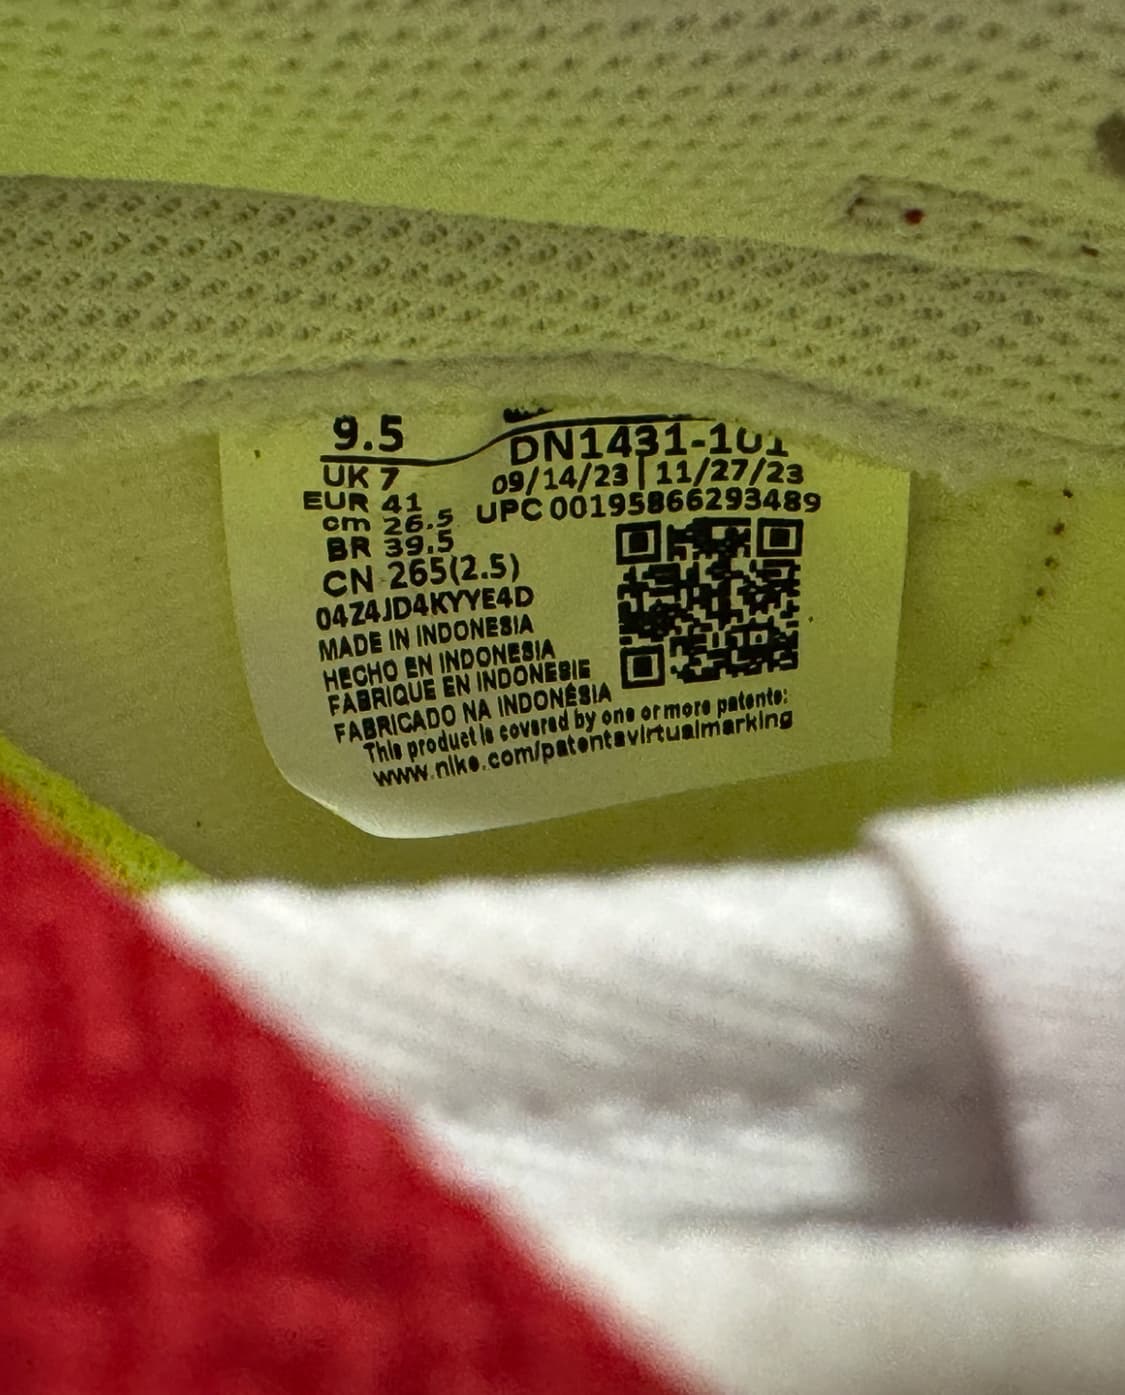 9.5
DN1431-101
UK 7
09/14/23 | 11/27/23
EUR 41
UPC 00195866293489
cm 26.5
BR 39.5
CN 265(2.5)
04Z4JD4KYYE4D
MADE IN INDONESIA
HECHO EN INDONESIA
FABRIQUE EN INDONESIE
FABRICADO NA INDONÉSIA
This product is covered by one or more patents:
www.nike.com/patentsvirtualmarking